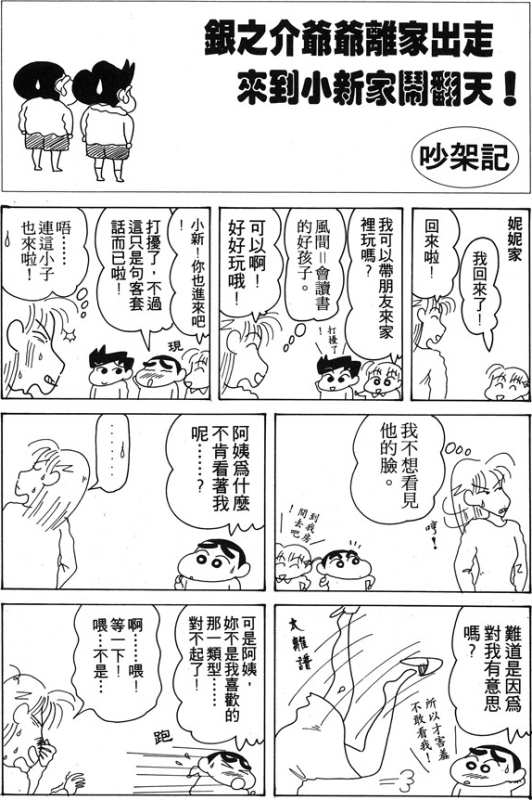 銀之介爺爺離家出走
來到小新家鬧翻天！
吵架記
妮妮家
我回來了！
回來啦！
我可以帶朋友來家
裡玩嗎？
打擾了！
風間＝會讀書
的好孩子。
可以啊！
好好玩哦！
小新！你也進來吧！
打擾了，不過
這只是句客套
話而已啦！
現
唔……
連這小子
也來啦！
我不想看見
他的臉。
哼！
到我房
間去吧！
阿姨為什麼
不肯看著我
呢……？
……
難道是因為
對我有意思
嗎？
所以才害羞
不敢看我！
太離譜
可是阿姨，
妳不是我喜歡的
那一類型……
對不起了！
跑
啊……喂！
等一下！
喂…不是…